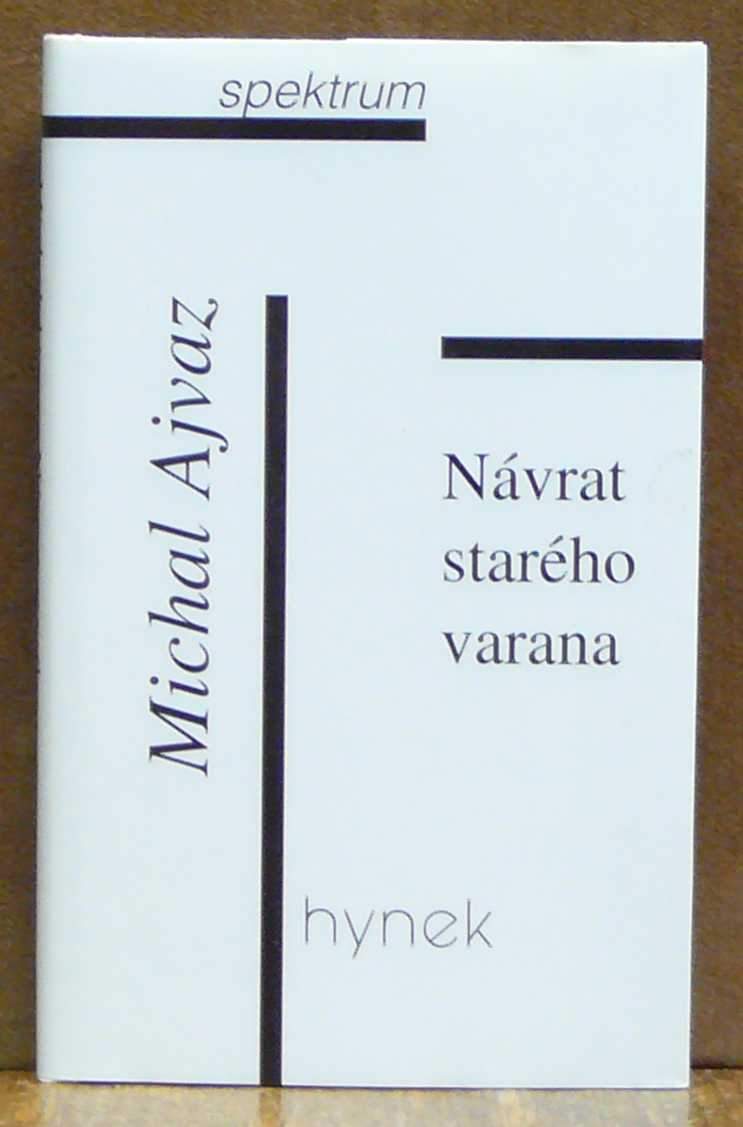 spektrum
Michal Ajvaz
Návrat
starého
varana
hynek